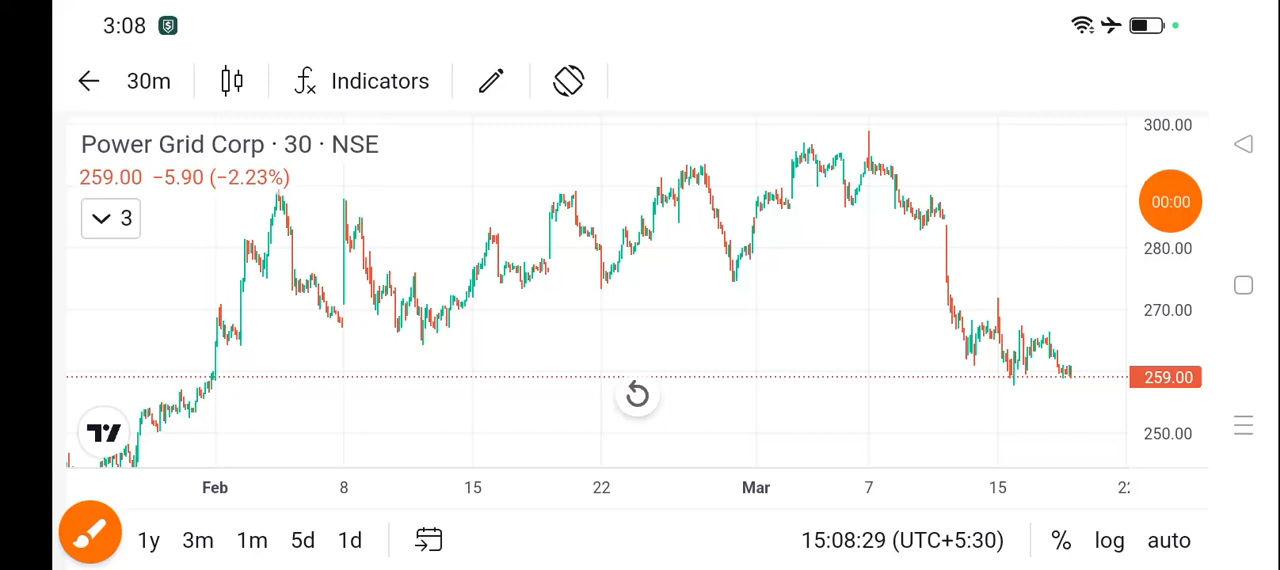 3:08
30m
Indicators
Power Grid Corp · 30 · NSE
259.00 −5.90 (−2.23%)
3
300.00
00:00
280.00
270.00
259.00
250.00
Feb 8 15 22 Mar 7 15 2
1y 3m 1m 5d 1d 15:08:29 (UTC+5:30) % log auto